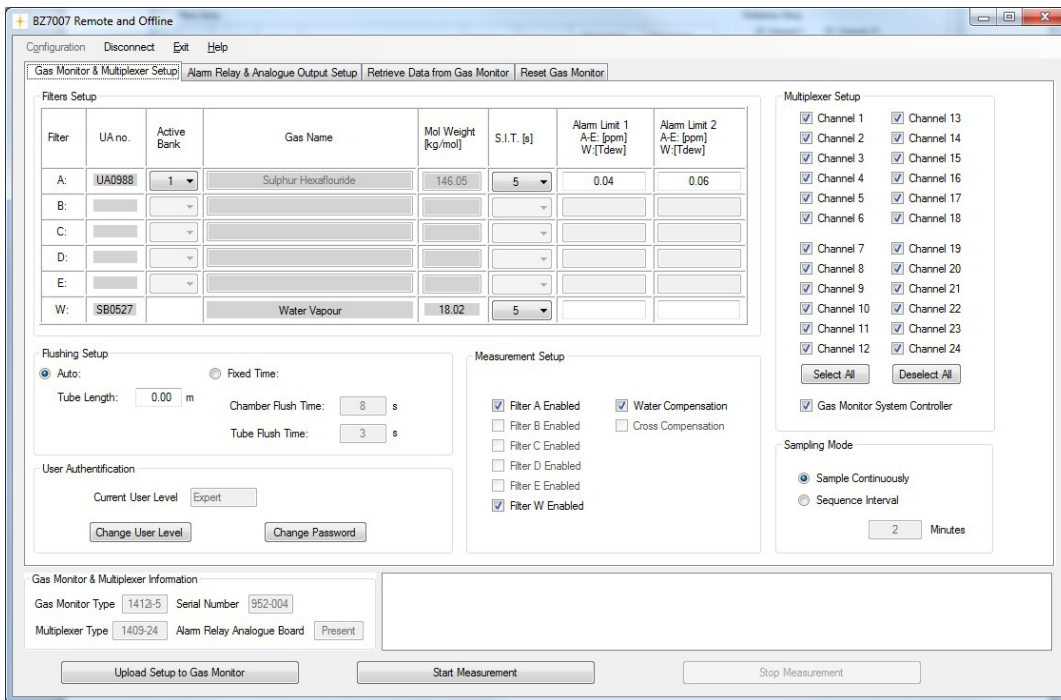 BZ7007 Remote and Offline
Configuration Disconnect Exit Help
Gas Monitor & Multiplexer Setup Alarm Relay & Analogue Output Setup Retrieve Data from Gas Monitor Reset Gas Monitor
Filters Setup
Filter UA no. Active Bank Gas Name Mol Weight [kg/mol] S.I.T. [s] Alarm Limit 1 A-E: [ppm] W:[Tdew] Alarm Limit 2 A-E: [ppm] W:[Tdew]
A: UA0988 1 Sulphur Hexaflouride 146.05 5 0.04 0.06
B:
C:
D:
E:
W: SB0527 Water Vapour 18.02 5
Multiplexer Setup
Channel 1 Channel 13
Channel 2 Channel 14
Channel 3 Channel 15
Channel 4 Channel 16
Channel 5 Channel 17
Channel 6 Channel 18
Channel 7 Channel 19
Channel 8 Channel 20
Channel 9 Channel 21
Channel 10 Channel 22
Channel 11 Channel 23
Channel 12 Channel 24
Select All Deselect All
Gas Monitor System Controller
Flushing Setup
Auto: Fixed Time:
Tube Length: 0.00 m
Chamber Flush Time: 8 s
Tube Flush Time: 3 s
User Authentification
Current User Level Expert
Change User Level Change Password
Measurement Setup
Filter A Enabled Water Compensation
Filter B Enabled Cross Compensation
Filter C Enabled
Filter D Enabled
Filter E Enabled
Filter W Enabled
Sampling Mode
Sample Continuously
Sequence Interval
2 Minutes
Gas Monitor & Multiplexer Information
Gas Monitor Type 1412i-5 Serial Number 952-004
Multiplexer Type 1409-24 Alarm Relay Analogue Board Present
Upload Setup to Gas Monitor Start Measurement Stop Measurement